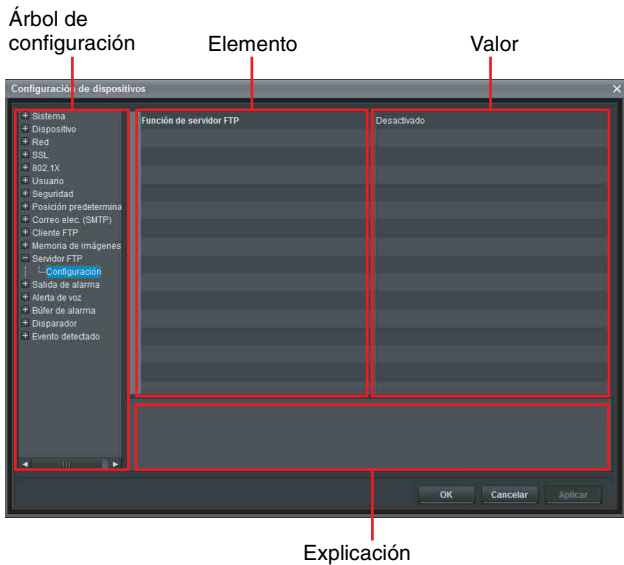 Árbol de
configuración
Elemento
Valor
Configuración de dispositivos
Sistema
Dispositivo
Red
SSL
802.1X
Usuario
Seguridad
Posición predetermina
Correo elec. (SMTP)
Cliente FTP
Memoria de imágenes
Servidor FTP
Configuración
Salida de alarma
Alerta de voz
Búfer de alarma
Disparador
Evento detectado
Función de servidor FTP
Desactivado
OK
Cancelar
Aplicar
Explicación